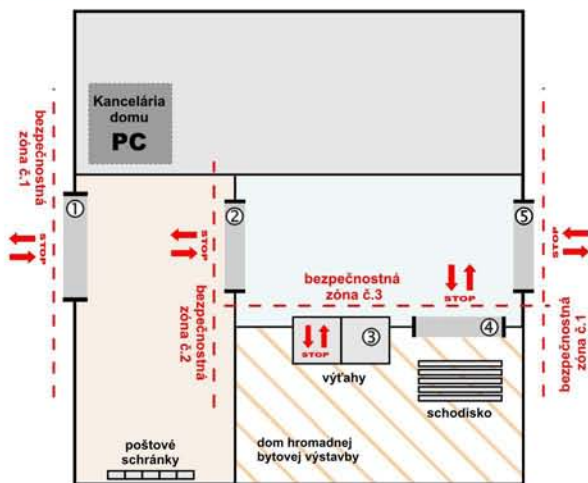 Kancelária
domu
PC
bezpečnostná
zóna č.1
STOP
①
STOP
②
⑤
STOP
bezpečnostná
zóna č.3
STOP
bezpečnostná
zóna č.2
STOP
③
④
bezpečnostná
zóna č.1
výťahy
schodisko
poštové
schránky
dom hromadnej
bytovej výstavby